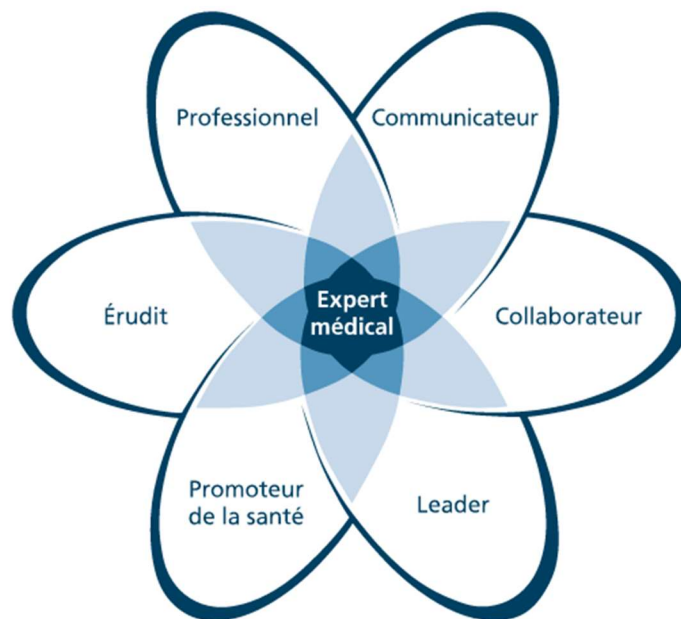 Professionnel
Communicateur
Érudit
Expert
médical
Collaborateur
Promoteur
de la santé
Leader